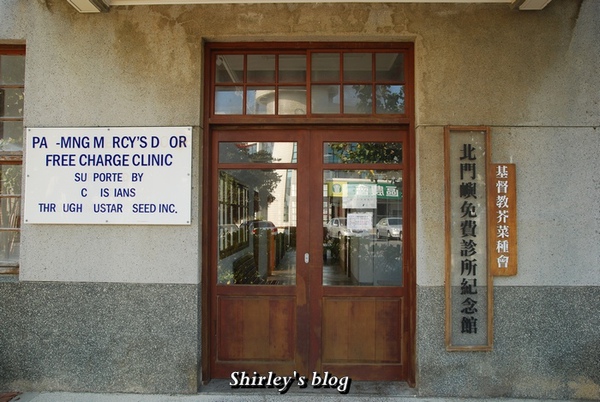 PA -MNG M RCY'S D OR
FREE CHARGE CLINIC
SU PORTE BY
C IS IANS
THR UGH USTAR SEED INC.
北門嶼免費診所紀念館
基督教芥菜種會
Shirley's blog